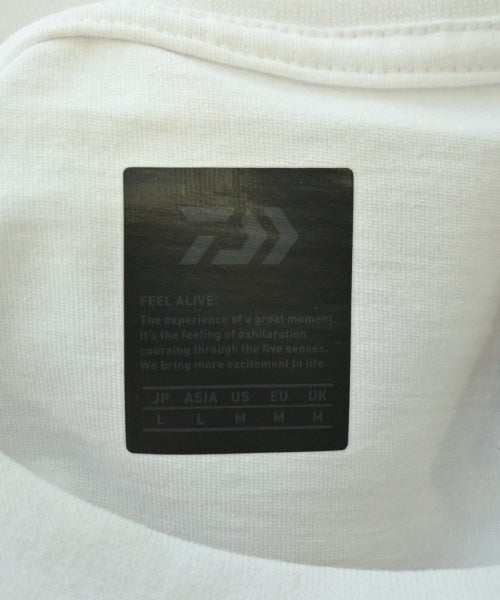 FEEL ALIVE.
The experience of a great moment.
It's the feeling of exhilaration
coursing through the five senses.
We bring more excitement to life.
JP ASIA US EU UK
L L M M M